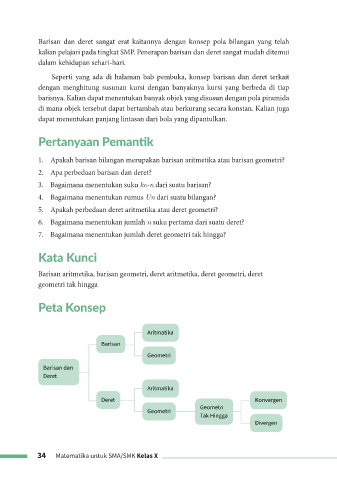 Barisan dan deret sangat erat kaitannya dengan konsep pola bilangan yang telah
kalian pelajari pada tingkat SMP. Penerapan barisan dan deret sangat mudah ditemui
dalam kehidupan sehari-hari.
Seperti yang ada di halaman bab pembuka, konsep barisan dan deret terkait
dengan menghitung susunan kursi dengan banyaknya kursi yang berbeda di tiap
barisnya. Kalian dapat menentukan banyak objek yang disusun dengan pola piramida
di mana objek tersebut dapat bertambah atau berkurang secara konstan. Kalian juga
dapat menentukan panjang lintasan dari bola yang dipantulkan.
Pertanyaan Pemantik
1. Apakah barisan bilangan merupakan barisan aritmetika atau barisan geometri?
2. Apa perbedaan barisan dan deret?
3. Bagaimana menentukan suku ke-n dari suatu barisan?
4. Bagaimana menentukan rumus Un dari suatu bilangan?
5. Apakah perbedaan deret aritmetika atau deret geometri?
6. Bagaimana menentukan jumlah n suku pertama dari suatu deret?
7. Bagaimana menentukan jumlah deret geometri tak hingga?
Kata Kunci
Barisan aritmetika, barisan geometri, deret aritmetika, deret geometri, deret
geometri tak hingga
Peta Konsep
Aritmatika
Barisan
Geometri
Barisan dan
Deret
Aritmatika
Deret
Geometri
Geometri
Tak Hingga
Konvergen
Divergen
34 Matematika untuk SMA/SMK Kelas X